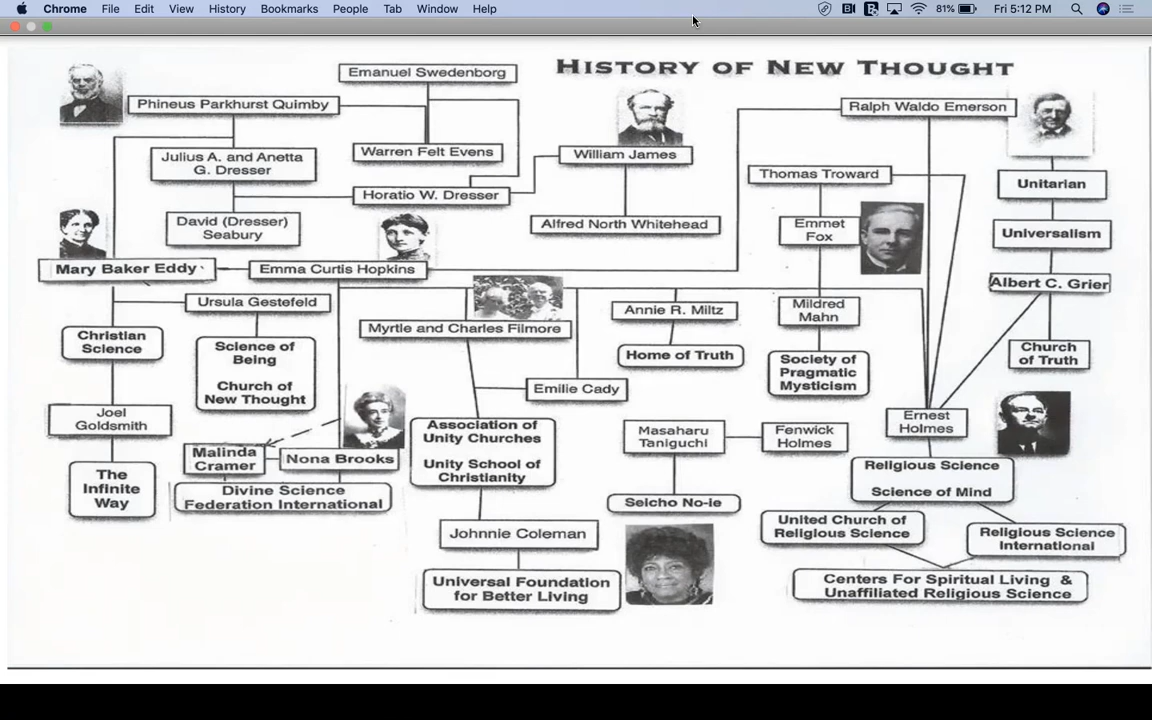 Chrome File Edit View History Bookmarks People Tab Window Help 81% Fri 5:12 PM
HISTORY OF NEW THOUGHT
Emanuel Swedenborg
Phineus Parkhurst Quimby
Ralph Waldo Emerson
Julius A. and Anetta
G. Dresser
Warren Felt Evens
William James
Thomas Troward
Unitarian
Horatio W. Dresser
David (Dresser)
Seabury
Alfred North Whitehead
Emmet
Fox
Universalism
Mary Baker Eddy
Emma Curtis Hopkins
Albert C. Grier
Ursula Gestefeld
Myrtle and Charles Filmore
Annie R. Miltz
Mildred
Mahn
Christian
Science
Science of
Being
Church of
New Thought
Home of Truth
Society of
Pragmatic
Mysticism
Church
of Truth
Emilie Cady
Joel
Goldsmith
Malinda
Cramer
Nona Brooks
Association of
Unity Churches
Unity School of
Christianity
Masaharu
Taniguchi
Fenwick
Holmes
Ernest
Holmes
The
Infinite
Way
Divine Science
Federation International
Seicho No-ie
Religious Science
Science of Mind
Johnnie Coleman
United Church of
Religious Science
Religious Science
International
Universal Foundation
for Better Living
Centers For Spiritual Living &
Unaffiliated Religious Science